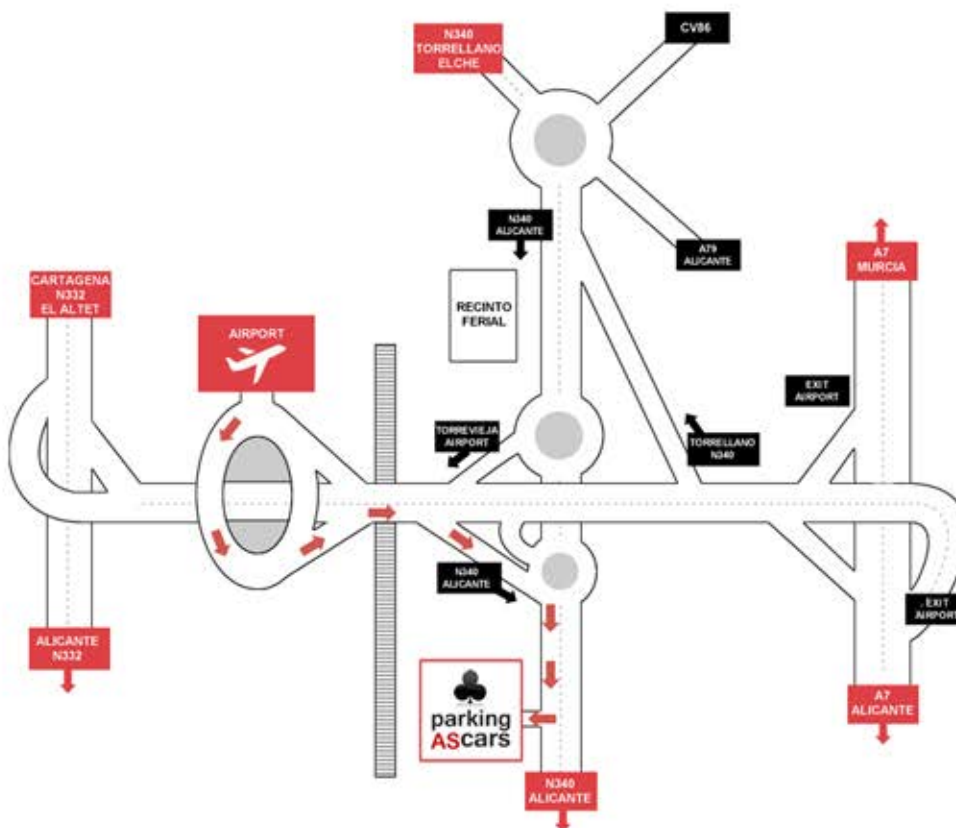 N340
TORRELLANO
ELCHE
CV86
N340
ALICANTE
A79
ALICANTE
A7
MURCIA
CARTAGENA
N332
EL ALTET
AIRPORT
RECINTO
FERIAL
EXIT
AIRPORT
TORREVIEJA
AIRPORT
TORRELLANO
N340
N340
ALICANTE
EXIT
AIRPORT
ALICANTE
N332
parking
AScars
A7
ALICANTE
N340
ALICANTE